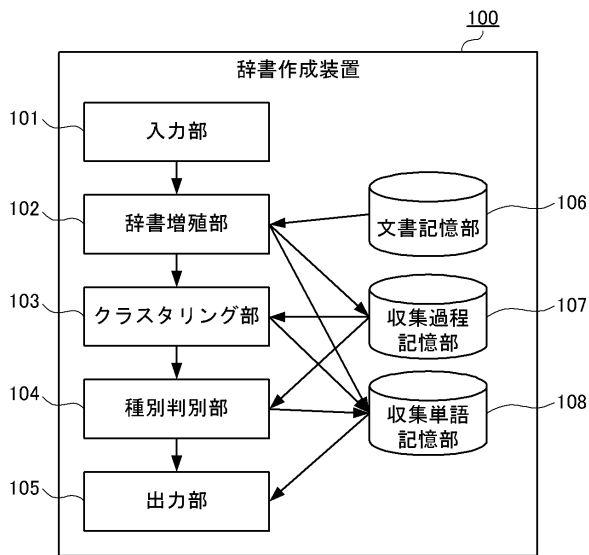 100
辞書作成装置
101
入力部
102
辞書増殖部
文書記憶部
106
103
クラスタリング部
収集過程
記憶部
107
104
種別判別部
収集単語
記憶部
108
105
出力部